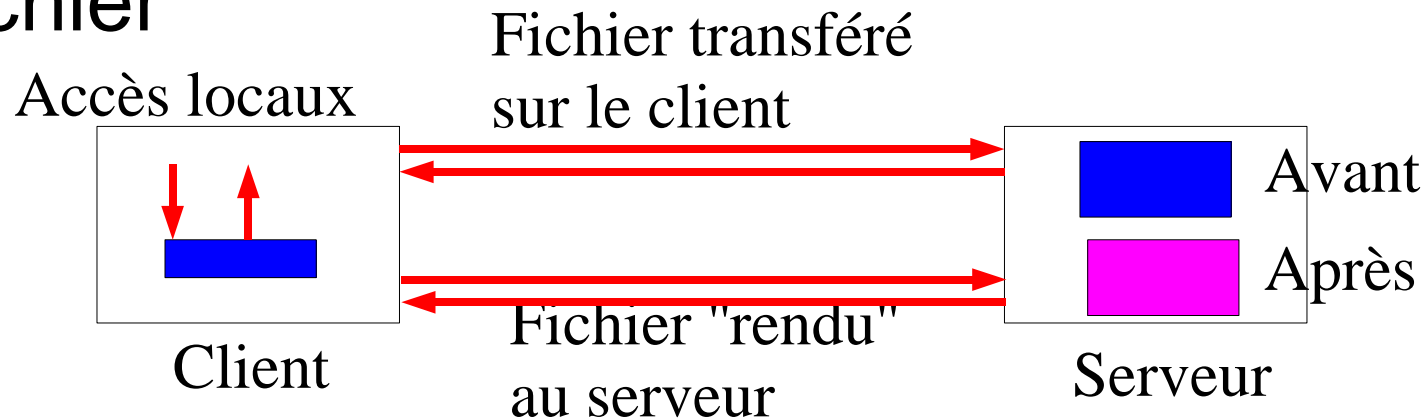 Fichier transféré
sur le client
Accès locaux
Avant
Après
Fichier "rendu"
au serveur
Client
Serveur